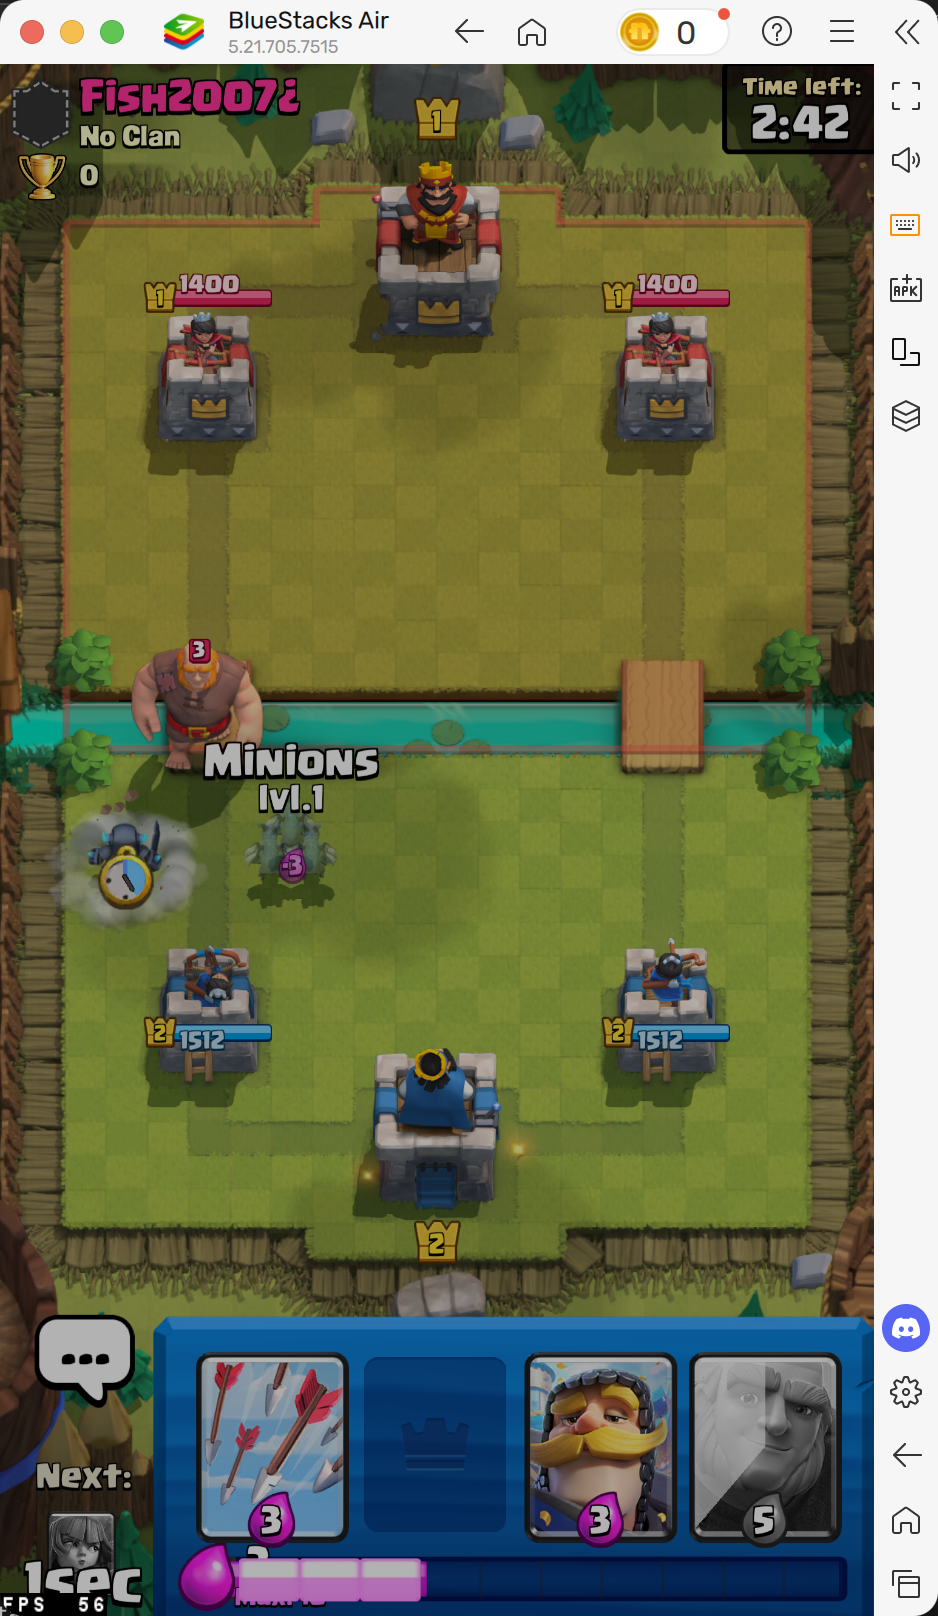 BlueStacks Air
5.21.705.7515
0
Fish2007¿
No Clan
0
1
Time left:
2:42
1400
1
1400
1
3
Minions
lvl.1
-3
2
1512
2
1512
2
Next:
3
3
5
1sec
FPS 56
APK